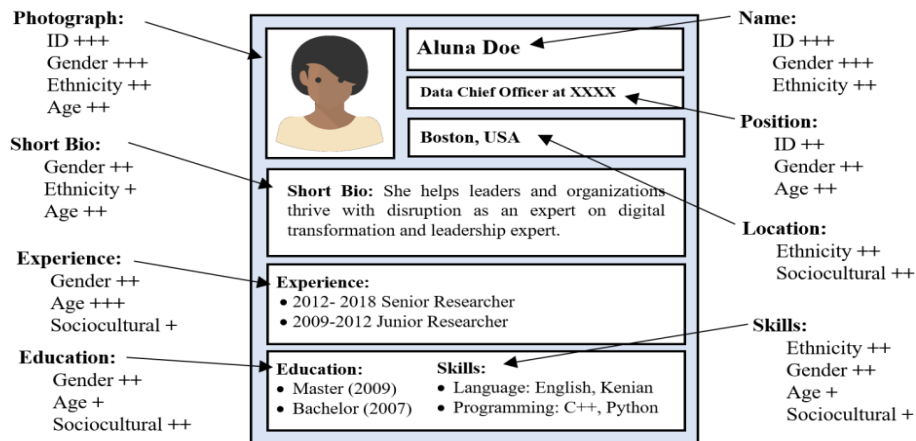 Photograph:
ID +++
Gender +++
Ethnicity ++
Age ++
Short Bio:
Gender ++
Ethnicity +
Age ++
Experience:
Gender ++
Age +++
Sociocultural +
Education:
Gender ++
Age +
Sociocultural ++
Aluna Doe
Data Chief Officer at XXXX
Boston, USA
Short Bio: She helps leaders and organizations
thrive with disruption as an expert on digital
transformation and leadership expert.
Experience:
• 2012- 2018 Senior Researcher
• 2009-2012 Junior Researcher
Education:
• Master (2009)
• Bachelor (2007)
Skills:
• Language: English, Kenian
• Programming: C++, Python
Name:
ID +++
Gender +++
Ethnicity ++
Position:
ID ++
Gender ++
Age ++
Location:
Ethnicity ++
Sociocultural ++
Skills:
Ethnicity ++
Gender ++
Age +
Sociocultural +